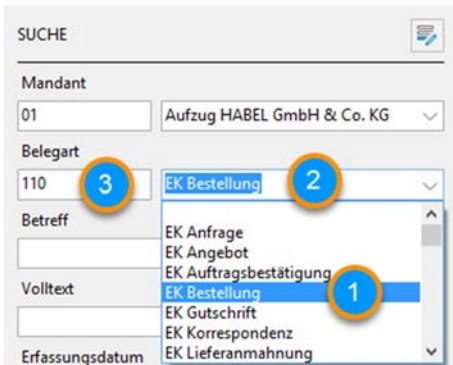 SUCHE
Mandant
01 Aufzug HABEL GmbH & Co. KG
Belegart
110 3 EK Bestellung 2
Betreff
EK Anfrage
EK Angebot
EK Auftragsbestätigung
EK Bestellung 1
Volltext
EK Gutschrift
EK Korrespondenz
Erfassungsdatum EK Lieferanmahnung